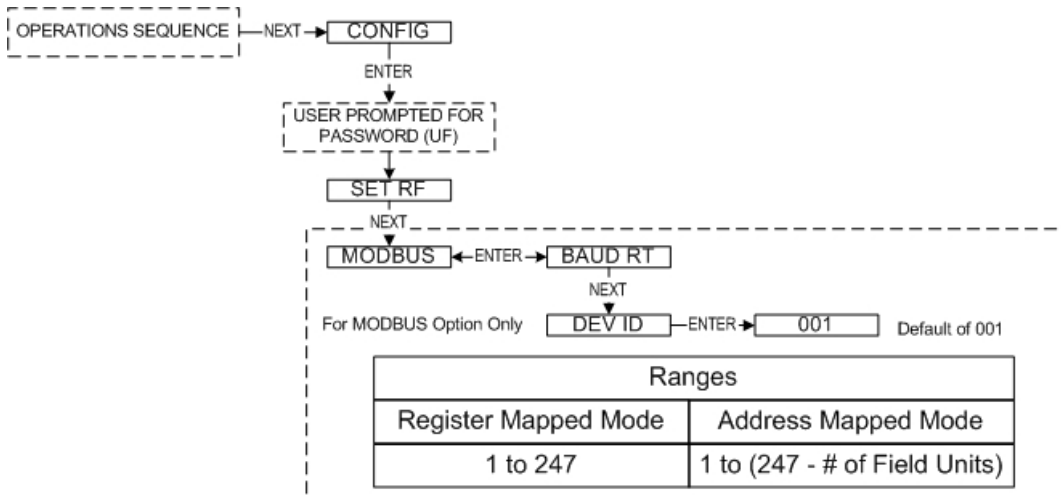 OPERATIONS SEQUENCE NEXT CONFIG
ENTER
USER PROMPTED FOR
PASSWORD (UF)
SET RF
NEXT
MODBUS ENTER BAUD RT
NEXT
For MODBUS Option Only DEV ID ENTER 001 Default of 001
Ranges
Register Mapped Mode Address Mapped Mode
1 to 247 1 to (247 - # of Field Units)